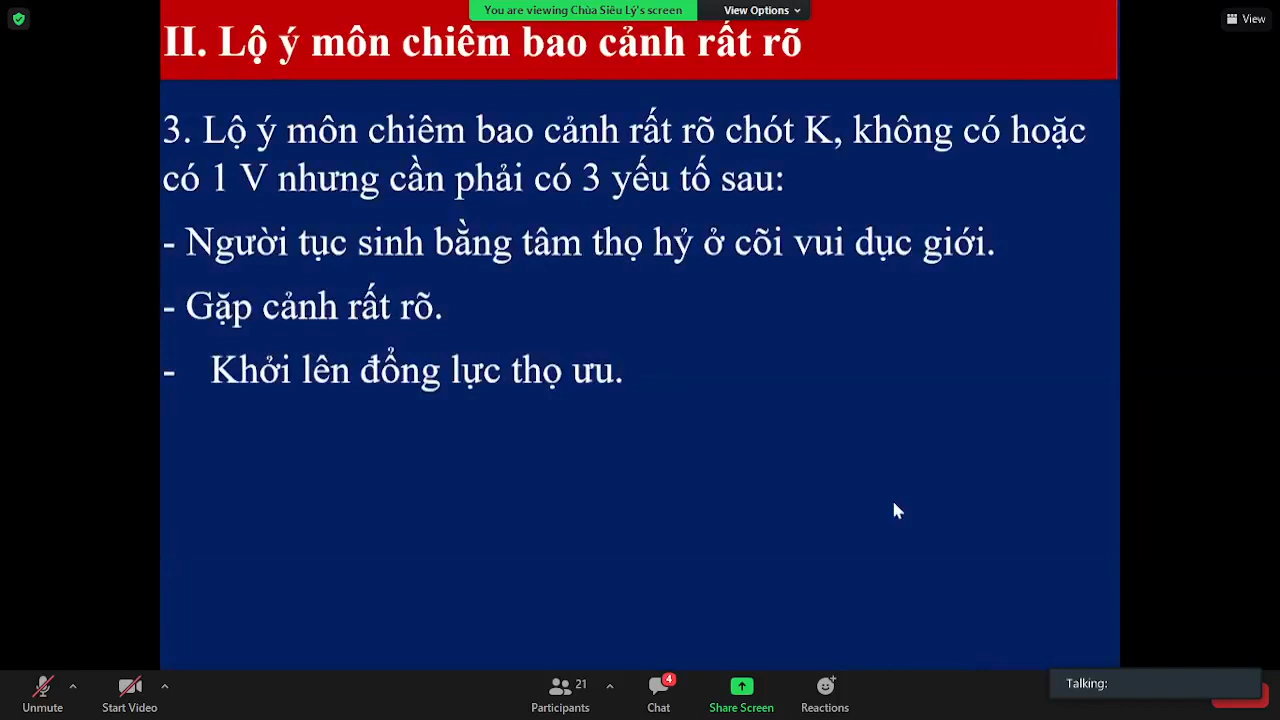 You are viewing Chùa Siêu Lý's screen
View Options
View
II. Lộ ý môn chiêm bao cảnh rất rõ
3. Lộ ý môn chiêm bao cảnh rất rõ chót K, không có hoặc
có 1 V nhưng cần phải có 3 yếu tố sau:
- Người tục sinh bằng tâm thọ hỷ ở cõi vui dục giới.
- Gặp cảnh rất rõ.
- Khởi lên đổng lực thọ ưu.
Talking:
Unmute
Start Video
21
Participants
4
Chat
Share Screen
Reactions